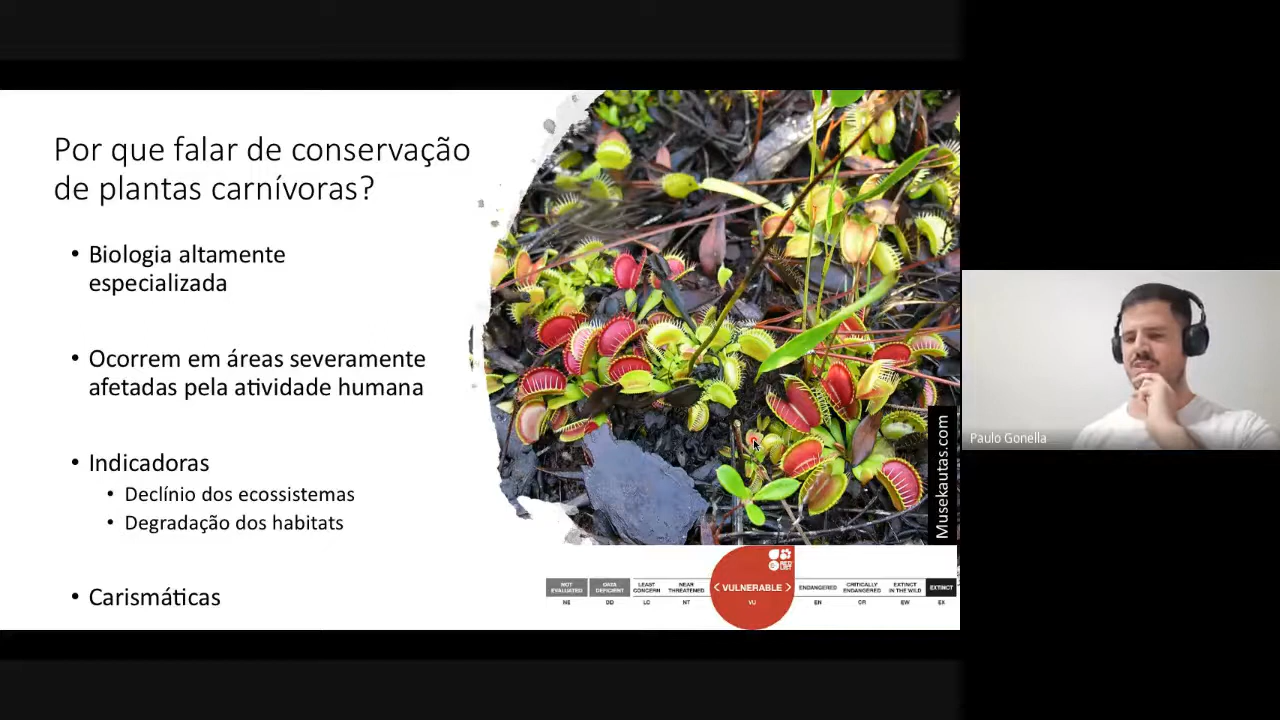 Por que falar de conservação
de plantas carnívoras?
• Biologia altamente
especializada
• Ocorrem em áreas severamente
afetadas pela atividade humana
• Indicadoras
• Declínio dos ecossistemas
• Degradação dos habitats
• Carismáticas
Musekautas.com
RED
LIST
NOT
EVALUATED
DATA
DEFICIENT
LEAST
CONCERN
NEAR
THREATENED
< VULNERABLE >
ENDANGERED
CRITICALLY
ENDANGERED
EXTINCT
IN THE WILD
EXTINCT
NE
DD
LC
NT
VU
EN
CR
EW
EX
Paulo Gonella